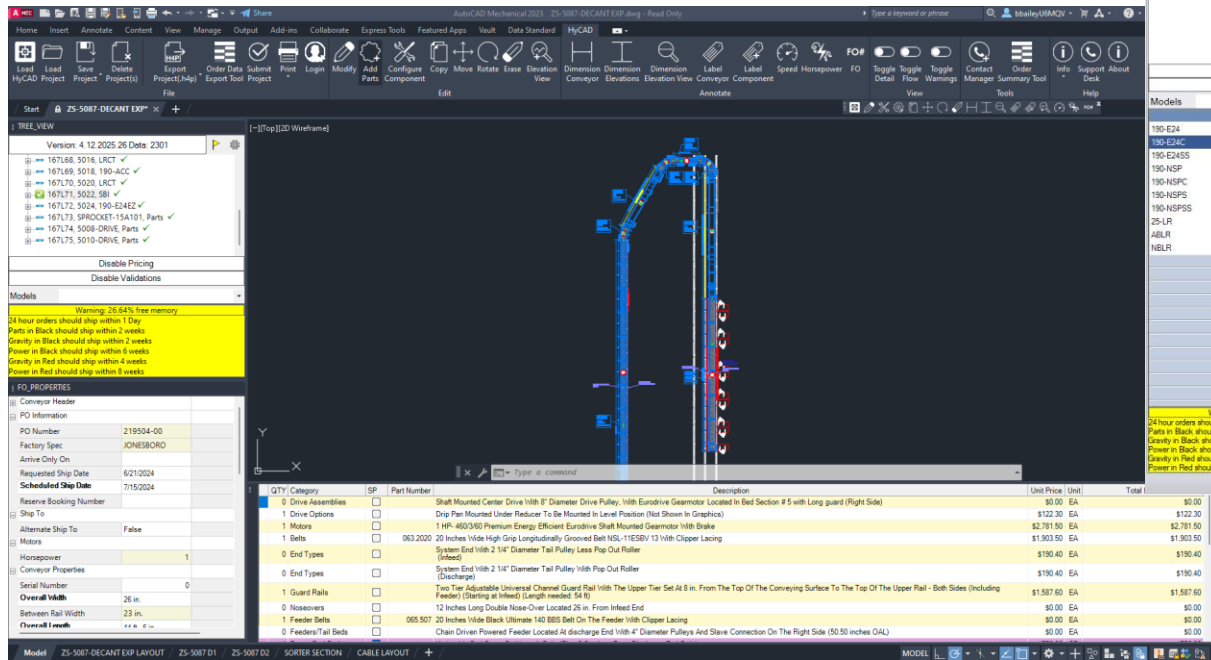 A MEC
Share
AutoCAD Mechanical 2023 ZS-5087-DECANT EXP.dwg - Read Only
Type a keyword or phrase
bbaileyU6MQV
Home Insert Annotate Content View Manage Output Add-ins Collaborate Express Tools Featured Apps Vault Data Standard HyCAD
Load HyCAD
Load Project
Save Project
Delete Project(s)
Export Project(.h4p)
Order Data Export Tool
Submit Project
Print
Login
Modify
Add Parts
Configure Component
Copy
Move
Rotate
Erase
Elevation View
Dimension Conveyor
Dimension Elevations
Dimension Elevation View
Label Conveyor
Label Component
Speed
Horsepower
FO#
FO
Toggle Detail
Toggle Flow
Toggle Warnings
Contact Manager
Order Summary Tool
Info
Support Desk
About
File
Edit
Annotate
View
Tools
Help
Start
ZS-5087-DECANT EXP*
TREE_VIEW
Version: 4.12.2025.26 Data: 2301
167L68, 5016, LRCT
167L69, 5018, 190-ACC
167L70, 5020, LRCT
167L71, 5022, SBI
167L72, 5024, 190-E24EZ
167L73, SPROCKET-15A101, Parts
167L74, 5008-DRIVE, Parts
167L75, 5010-DRIVE, Parts
Disable Pricing
Disable Validations
Models
Warning: 26.64% free memory
24 hour orders should ship within 1 Day
Parts in Black should ship within 2 weeks
Gravity in Black should ship within 2 weeks
Power in Black should ship within 6 weeks
Gravity in Red should ship within 4 weeks
Power in Red should ship within 8 weeks
FO_PROPERTIES
Conveyor Header
PO Information
PO Number 219504-00
Factory Spec JONESBORO
Arrive Only On
Requested Ship Date 6/21/2024
Scheduled Ship Date 7/15/2024
Reserve Booking Number
Ship To
Alternate Ship To False
Motors
Horsepower 1
Conveyor Properties
Serial Number 0
Overall Width 26 in.
Between Rail Width 23 in.
Overall Length
[−][Top][2D Wireframe]
Y
X
Type a command
QTY Category SP Part Number Description Unit Price Unit Total
0 Drive Assemblies Shaft Mounted Center Drive With 8" Diameter Drive Pulley, With Eurodrive Gearmotor Located In Bed Section # 5 with Long guard (Right Side) $0.00 EA $0.00
1 Drive Options Drip Pan Mounted Under Reducer To Be Mounted In Level Position (Not Shown In Graphics) $122.30 EA $122.30
1 Motors 1 HP- 460/3/60 Premium Energy Efficient Eurodrive Shaft Mounted Gearmotor With Brake $2,781.50 EA $2,781.50
1 Belts 063.2020 20 Inches Wide High Grip Longitudinally Grooved Belt NSL-11ESBV 13 With Clipper Lacing $1,903.50 EA $1,903.50
0 End Types System End With 2 1/4" Diameter Tail Pulley Less Pop Out Roller
(Infeed) $190.40 EA $190.40
0 End Types System End With 2 1/4" Diameter Tail Pulley With Pop Out Roller
(Discharge) $190.40 EA $190.40
1 Guard Rails Two Tier Adjustable Universal Channel Guard Rail With The Upper Tier Set At 8 in. From The Top Of The Conveying Surface To The Top Of The Upper Rail - Both Sides (Including
Feeder) (Starting at Infeed) (Length needed: 54 ft) $1,587.60 EA $1,587.60
0 Noseovers 12 Inches Long Double Nose-Over Located 26 in. From Infeed End $0.00 EA $0.00
1 Feeder Belts 065.507 20 Inches Wide Black Ultimate 140 BBS Belt On The Feeder With Clipper Lacing $0.00 EA $0.00
0 Feeders/Tail Beds Chain Driven Powered Feeder Located At discharge End With 4" Diameter Pulleys And Slave Connection On The Right Side (50.50 inches OAL) $0.00 EA $0.00
Model ZS-5087-DECANT EXP LAYOUT ZS-5087 D1 ZS-5087 D2 SORTER SECTION CABLE LAYOUT
MODEL
Models
190-E24
190-E24C
190-E24SS
190-NSP
190-NSPC
190-NSPS
190-NSPSS
25-LR
ABLR
NBLR
24 hour orders shou
Parts in Black shou
Gravity in Black sho
Power in Black sho
Gravity in Red shou
Power in Red shoul